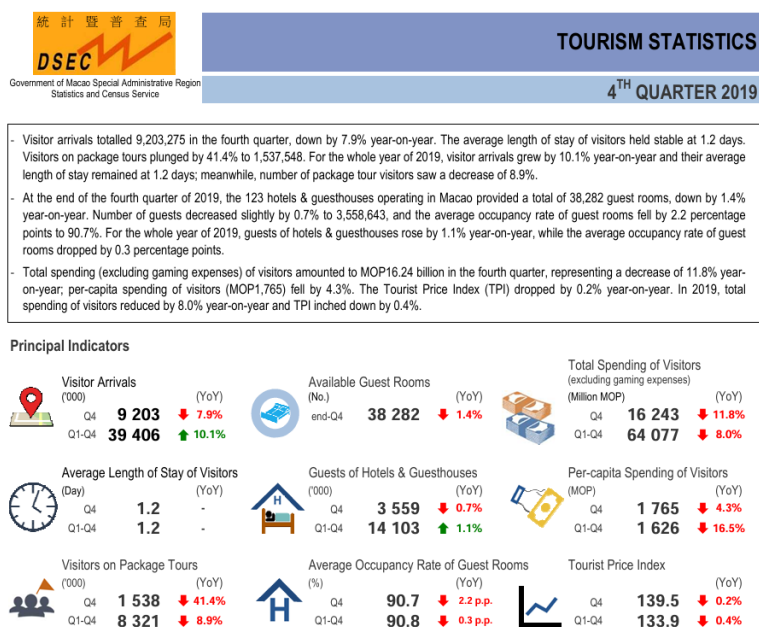 統計暨普查局
DSEC
Government of Macao Special Administrative Region
Statistics and Census Service
TOURISM STATISTICS
4TH QUARTER 2019
- Visitor arrivals totalled 9,203,275 in the fourth quarter, down by 7.9% year-on-year. The average length of stay of visitors held stable at 1.2 days.
Visitors on package tours plunged by 41.4% to 1,537,548. For the whole year of 2019, visitor arrivals grew by 10.1% year-on-year and their average
length of stay remained at 1.2 days; meanwhile, number of package tour visitors saw a decrease of 8.9%.
- At the end of the fourth quarter of 2019, the 123 hotels & guesthouses operating in Macao provided a total of 38,282 guest rooms, down by 1.4%
year-on-year. Number of guests decreased slightly by 0.7% to 3,558,643, and the average occupancy rate of guest rooms fell by 2.2 percentage
points to 90.7%. For the whole year of 2019, guests of hotels & guesthouses rose by 1.1% year-on-year, while the average occupancy rate of guest
rooms dropped by 0.3 percentage points.
- Total spending (excluding gaming expenses) of visitors amounted to MOP16.24 billion in the fourth quarter, representing a decrease of 11.8% year-
on-year; per-capita spending of visitors (MOP1,765) fell by 4.3%. The Tourist Price Index (TPI) dropped by 0.2% year-on-year. In 2019, total
spending of visitors reduced by 8.0% year-on-year and TPI inched down by 0.4%.
Principal Indicators
Visitor Arrivals
('000) (YoY)
Q4 9 203 7.9%
Q1-Q4 39 406 10.1%
Available Guest Rooms
(No.) (YoY)
end-Q4 38 282 1.4%
Total Spending of Visitors
(excluding gaming expenses)
(Million MOP) (YoY)
Q4 16 243 11.8%
Q1-Q4 64 077 8.0%
Average Length of Stay of Visitors
(Day) (YoY)
Q4 1.2 -
Q1-Q4 1.2 -
Guests of Hotels & Guesthouses
('000) (YoY)
H
Q4 3 559 0.7%
Q1-Q4 14 103 1.1%
Per-capita Spending of Visitors
(MOP) (YoY)
Q4 1 765 4.3%
Q1-Q4 1 626 16.5%
Visitors on Package Tours
('000) (YoY)
Q4 1 538 41.4%
Q1-Q4 8 321 8.9%
Average Occupancy Rate of Guest Rooms
(%) (YoY)
H
Q4 90.7 2.2 p.p.
Q1-Q4 90.8 0.3 p.p.
Tourist Price Index
(YoY)
Q4 139.5 0.2%
Q1-Q4 133.9 0.4%